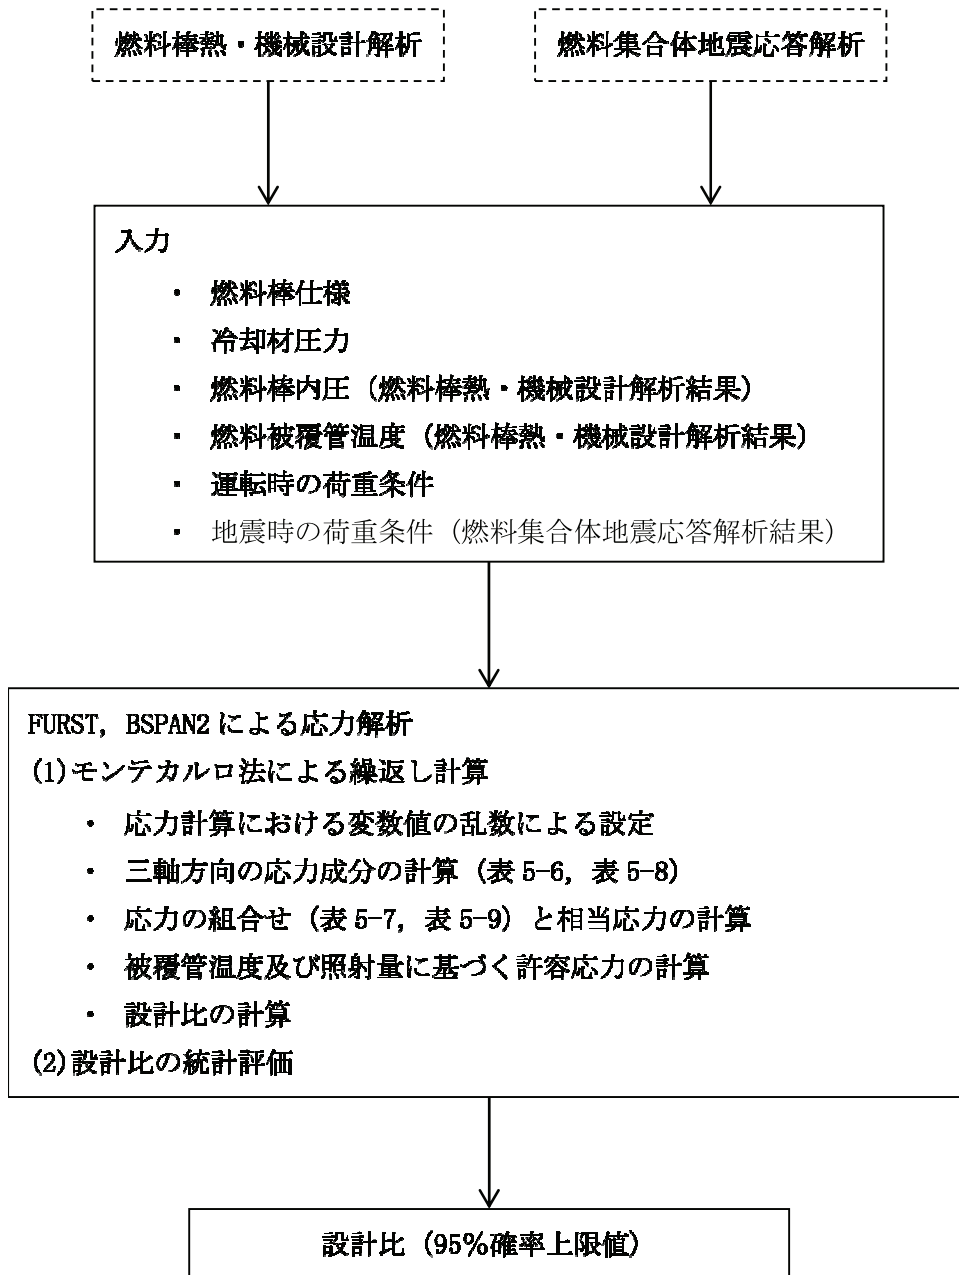 燃料棒熱・機械設計解析
燃料集合体地震応答解析
入力
・ 燃料棒仕様
・ 冷却材圧力
・ 燃料棒内圧（燃料棒熱・機械設計解析結果）
・ 燃料被覆管温度（燃料棒熱・機械設計解析結果）
・ 運転時の荷重条件
・ 地震時の荷重条件（燃料集合体地震応答解析結果）
FURST, BSPAN2 による応力解析
(1)モンテカルロ法による繰返し計算
・ 応力計算における変数値の乱数による設定
・ 三軸方向の応力成分の計算（表 5-6, 表 5-8）
・ 応力の組合せ（表 5-7, 表 5-9）と相当応力の計算
・ 被覆管温度及び照射量に基づく許容応力の計算
・ 設計比の計算
(2)設計比の統計評価
設計比（95%確率上限値）